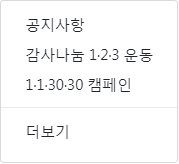 공지사항
감사나눔 1·2·3 운동
1·1·30·30 캠페인
더보기